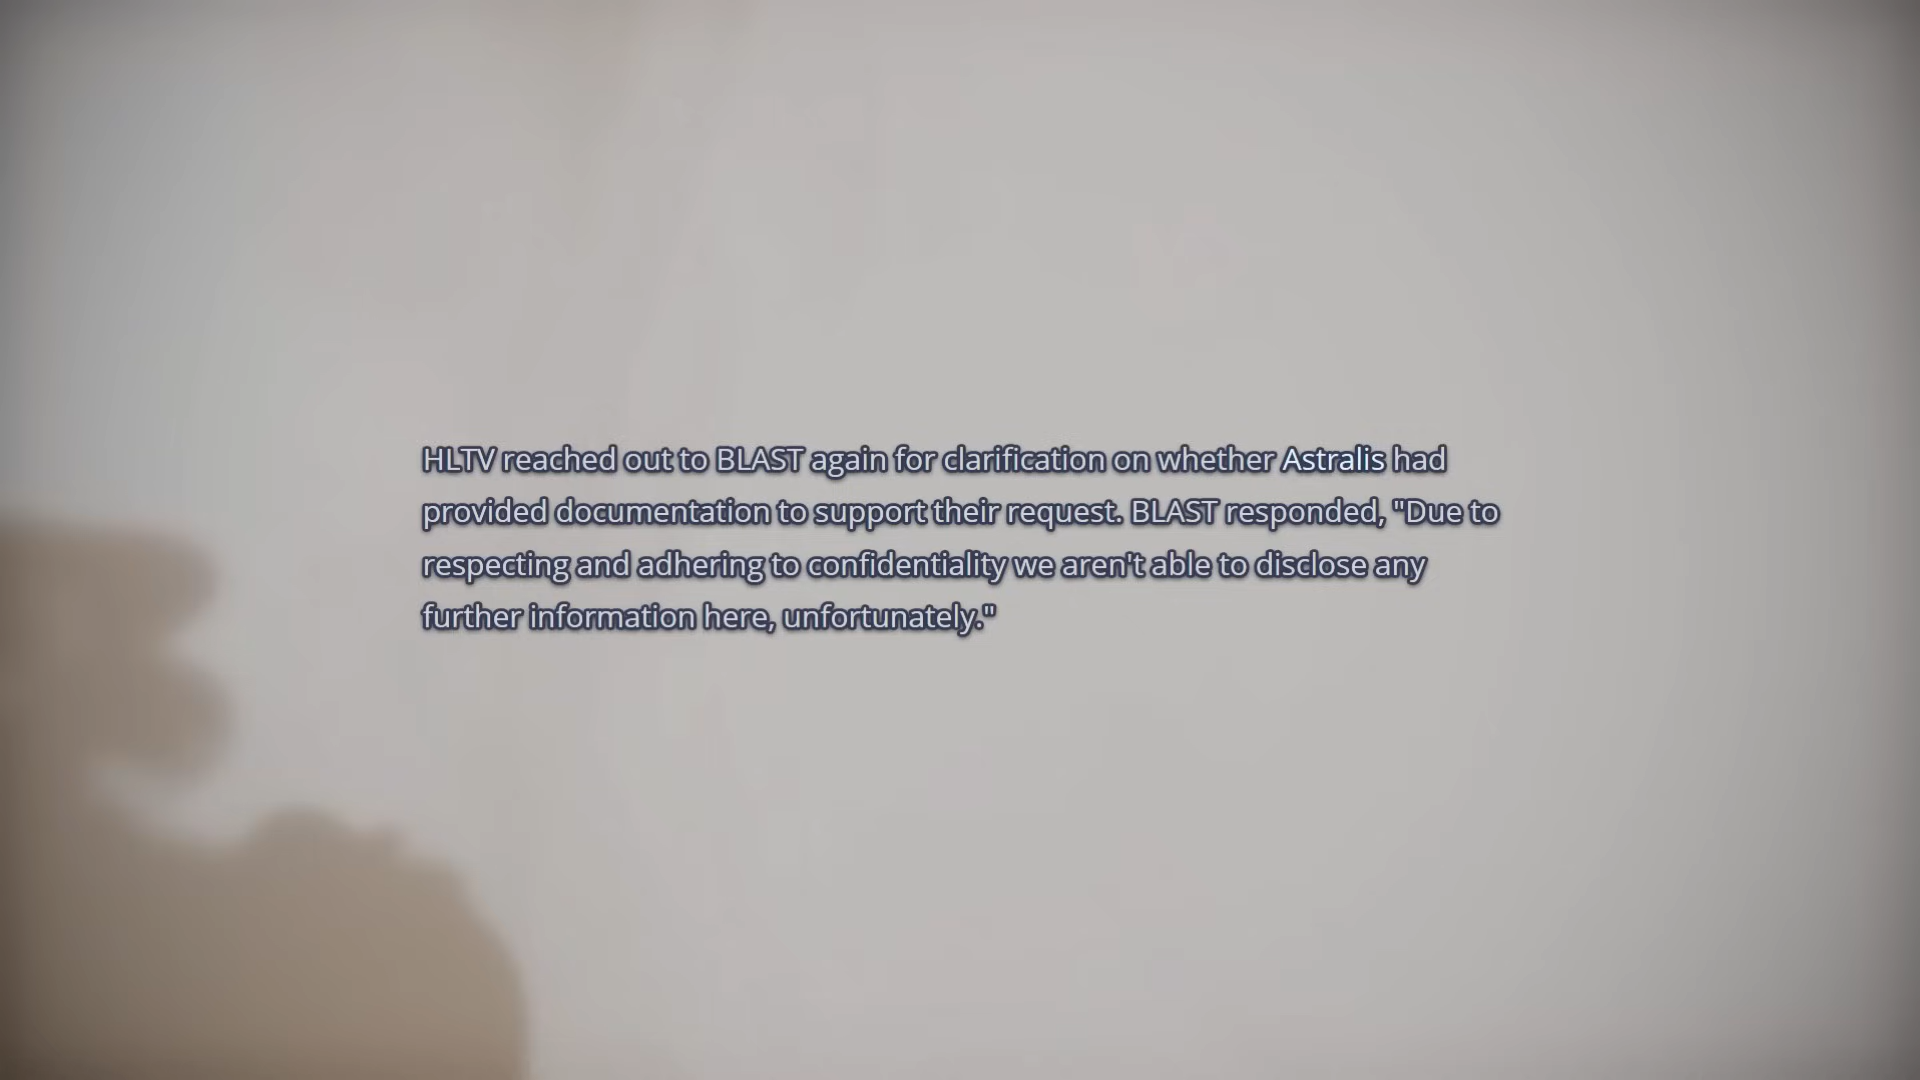 HLTV reached out to BLAST again for clarification on whether Astralis had
provided documentation to support their request. BLAST responded, "Due to
respecting and adhering to confidentiality we aren't able to disclose any
further information here, unfortunately."